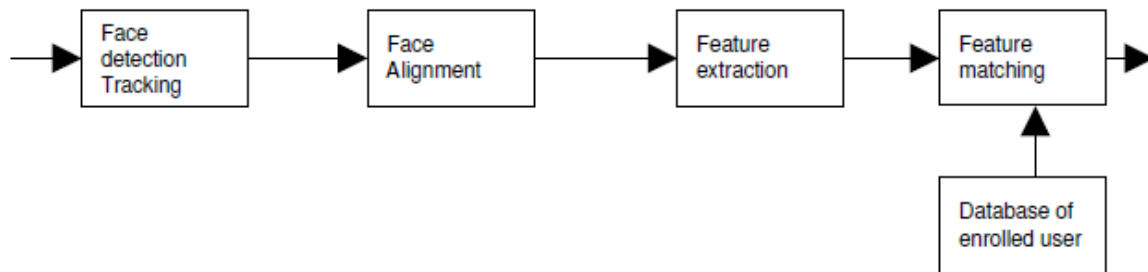 Face
detection
Tracking
Face
Alignment
Feature
extraction
Feature
matching
Database of
enrolled user